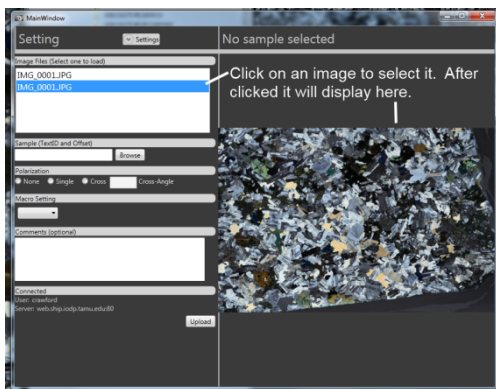 MainWindow
Setting
Settings
No sample selected
Image Files (Select one to load)
IMG_0001.JPG
IMG_0001.JPG
Click on an image to select it. After
clicked it will display here.
Sample (TextID and Offset)
Browse
Polarization
None Single Cross Cross-Angle
Macro Setting
Comments (optional)
Connected
User: crawford
Server: web.ship.iodp.tamu.edu:80
Upload